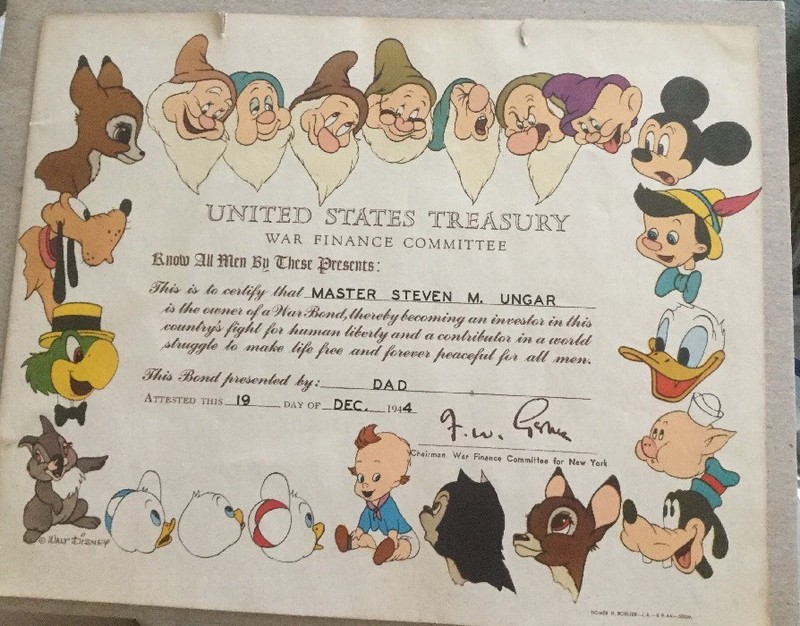 UNITED STATES TREASURY
WAR FINANCE COMMITTEE
Know All Men By These Presents:
This is to certify that MASTER STEVEN M. UNGAR
is the owner of a War Bond, thereby becoming an investor in this
country's fight for human liberty and a contributor in a world
struggle to make life free and forever peaceful for all men.
This Bond presented by: DAD
ATTESTED THIS 19 DAY OF DEC. 1944
F. W.
Chairman War Finance Committee for New York
© WALT DISNEY